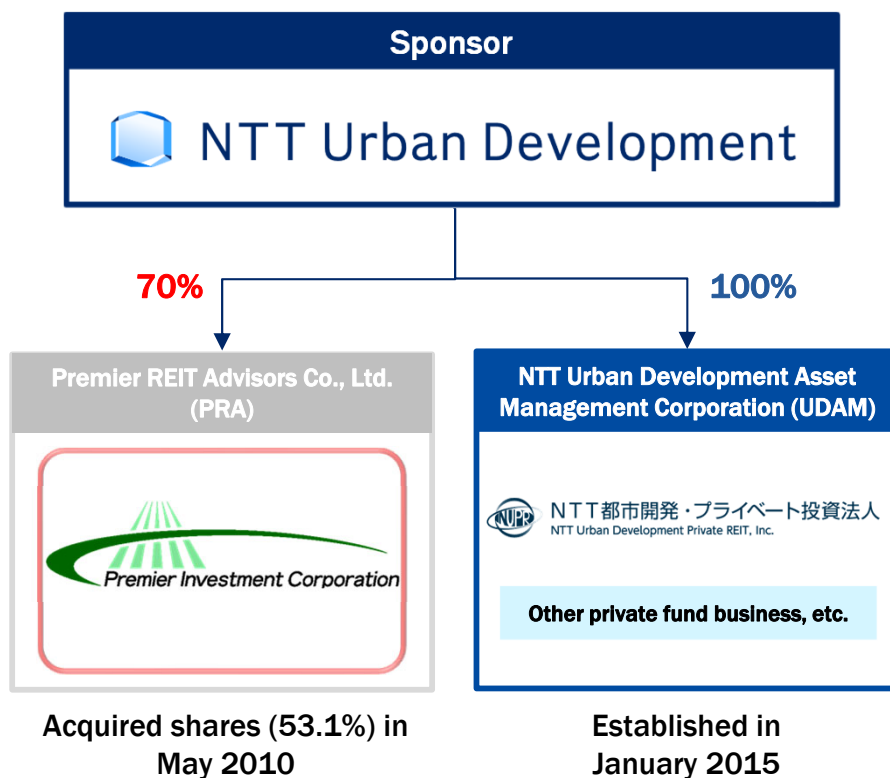 Sponsor
NTT Urban Development
70%
100%
Premier REIT Advisors Co., Ltd.
(PRA)
Premier Investment Corporation
Acquired shares (53.1%) in
May 2010
NTT Urban Development Asset
Management Corporation (UDAM)
NUPR
NTT都市開発・プライベート投資法人
NTT Urban Development Private REIT, Inc.
Other private fund business, etc.
Established in
January 2015